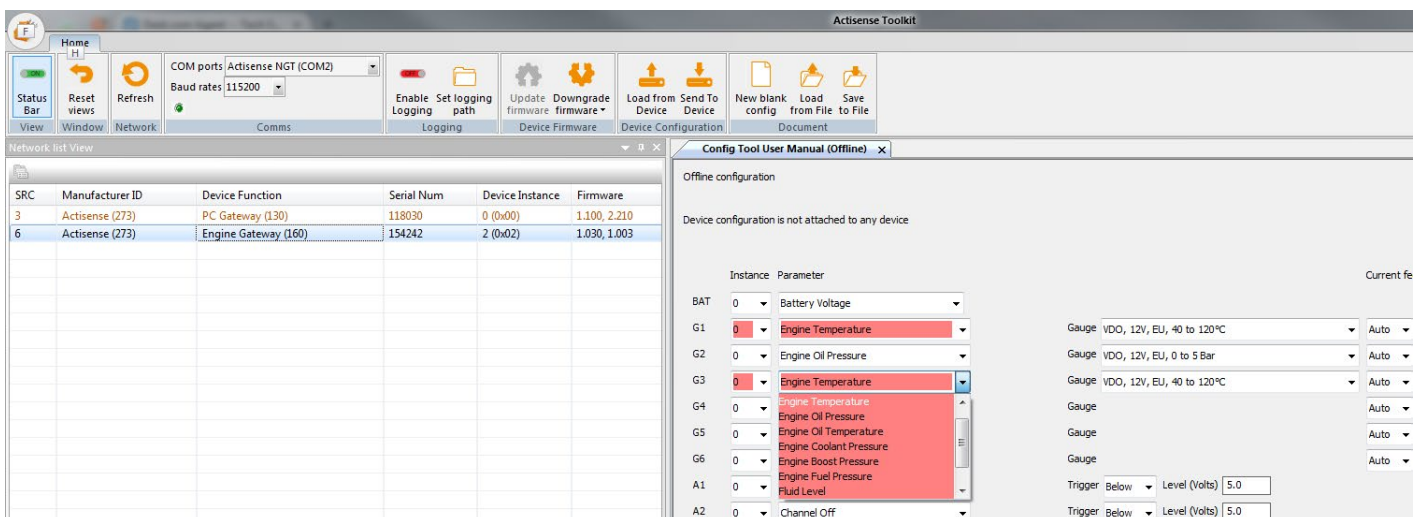 Actisense Toolkit
F
Home
H
ON
Status Bar
Reset views
Refresh
COM ports Actisense NGT (COM2)
Baud rates 115200
OFF
Enable Logging
Set logging path
Update firmware
Downgrade firmware
Load from Device
Send To Device
New blank config
Load from File
Save to File
View Window Network Comms Logging Device Firmware Device Configuration Document
Network list View
SRC Manufacturer ID Device Function Serial Num Device Instance Firmware
3 Actisense (273) PC Gateway (130) 118030 0 (0x00) 1.100, 2.210
6 Actisense (273) Engine Gateway (160) 154242 2 (0x02) 1.030, 1.003
Config Tool User Manual (Offline) x
Offline configuration
Device configuration is not attached to any device
Instance Parameter Current fe
BAT 0 Battery Voltage
G1 0 Engine Temperature Gauge VDO, 12V, EU, 40 to 120°C Auto
G2 0 Engine Oil Pressure Gauge VDO, 12V, EU, 0 to 5 Bar Auto
G3 0 Engine Temperature Gauge VDO, 12V, EU, 40 to 120°C Auto
G4 0 Engine Temperature Gauge Auto
Engine Oil Pressure
G5 0 Engine Oil Temperature Gauge Auto
Engine Coolant Pressure
G6 0 Engine Boost Pressure Gauge Auto
Engine Fuel Pressure
A1 0 Fluid Level Trigger Below Level (Volts) 5.0
A2 0 Channel Off Trigger Below Level (Volts) 5.0